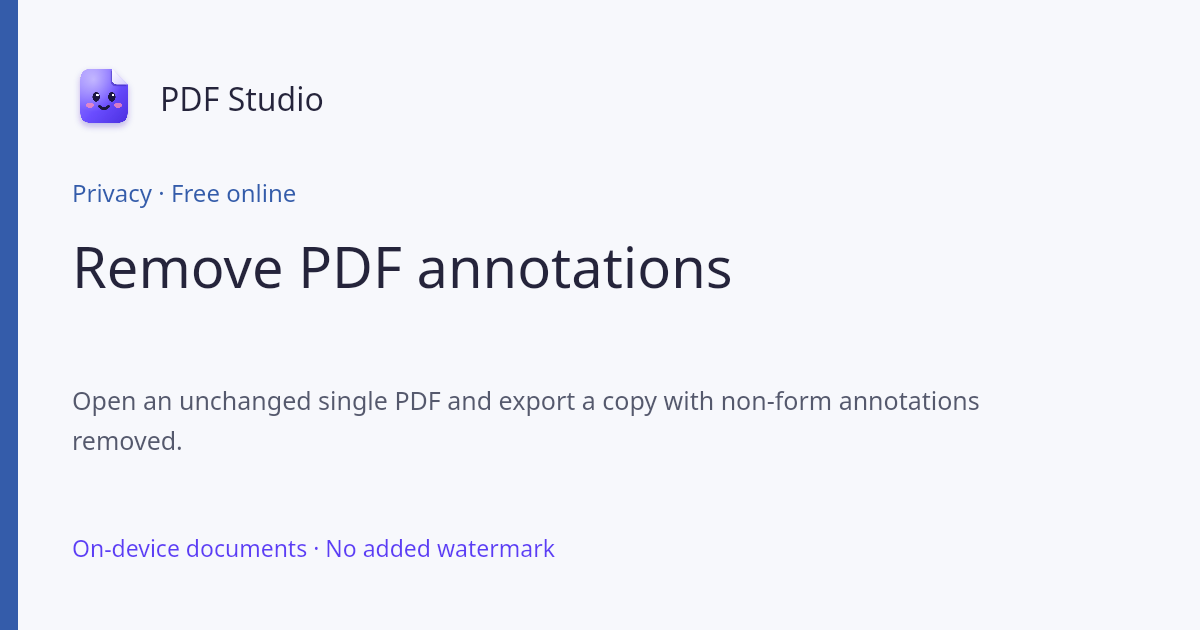 PDF Studio
Privacy · Free online
Remove PDF annotations
Open an unchanged single PDF and export a copy with non-form annotations
removed.
On-device documents · No added watermark